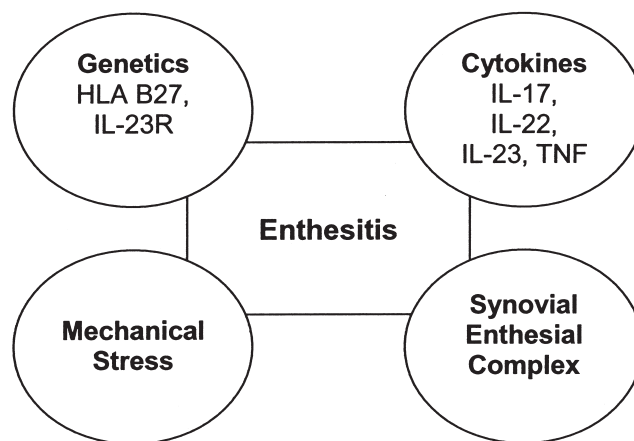 Genetics
HLA B27,
IL-23R
Cytokines
IL-17,
IL-22,
IL-23, TNF
Enthesitis
Mechanical
Stress
Synovial
Enthesial
Complex